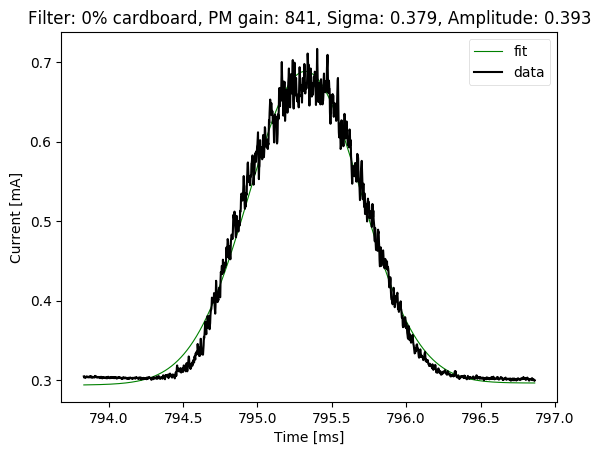 Filter: 0% cardboard, PM gain: 841, Sigma: 0.379, Amplitude: 0.393
fit
data
0.7
0.6
0.5
0.4
0.3
Current [mA]
794.0 794.5 795.0 795.5 796.0 796.5 797.0
Time [ms]